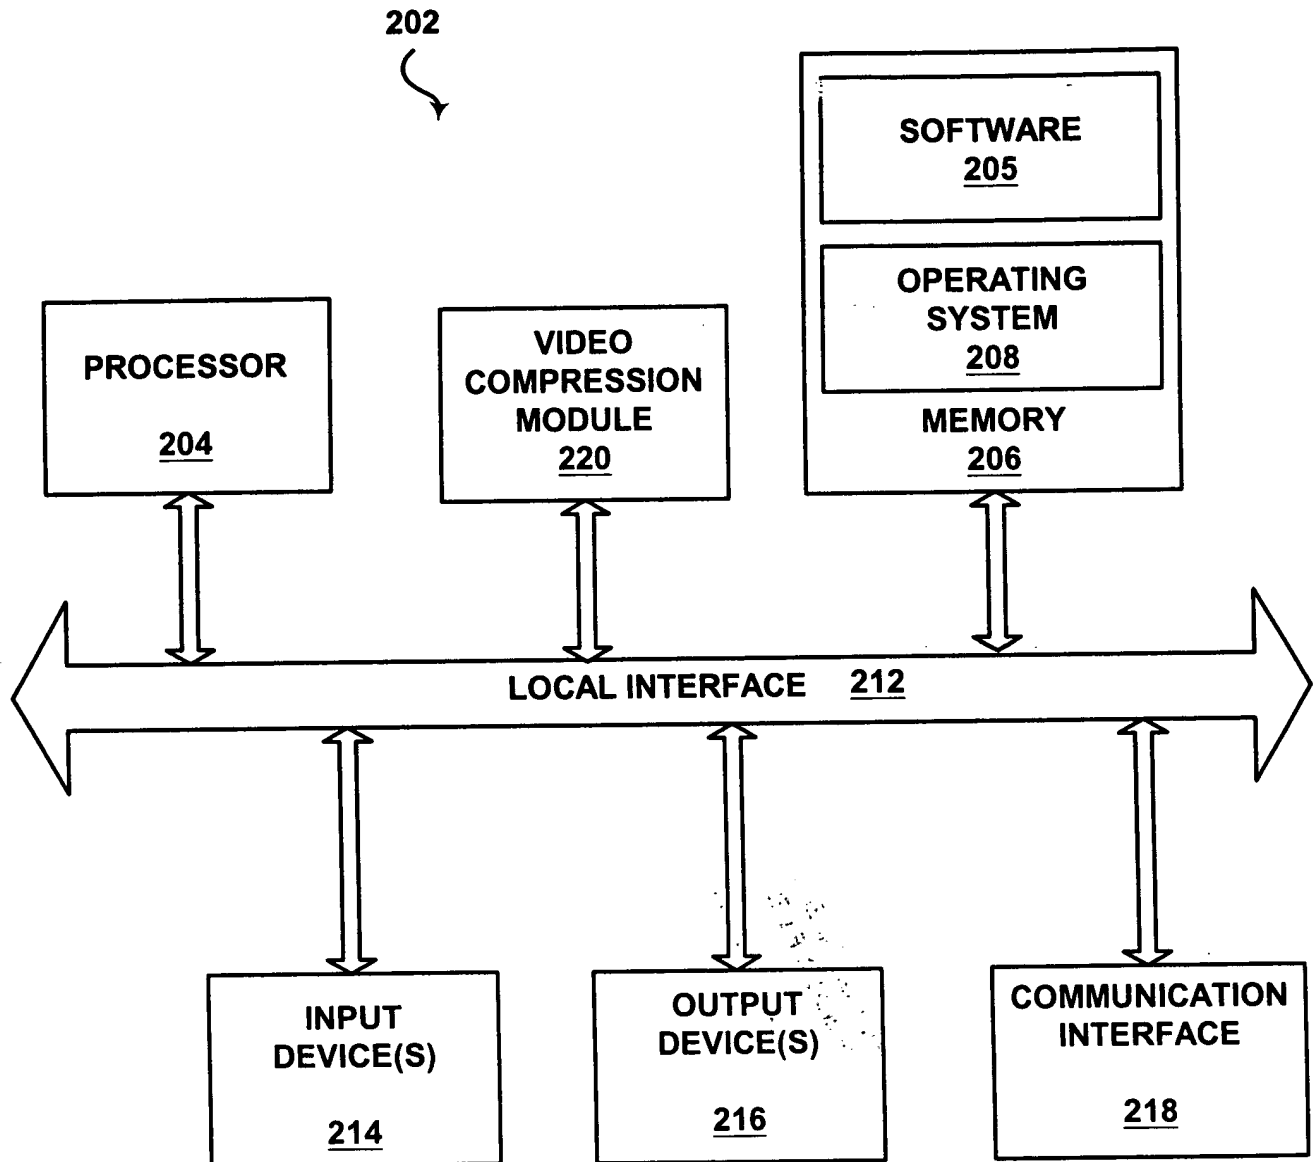 202
SOFTWARE
205
OPERATING
SYSTEM
208
MEMORY
206
PROCESSOR
204
VIDEO
COMPRESSION
MODULE
220
LOCAL INTERFACE 212
INPUT
DEVICE(S)
214
OUTPUT
DEVICE(S)
216
COMMUNICATION
INTERFACE
218